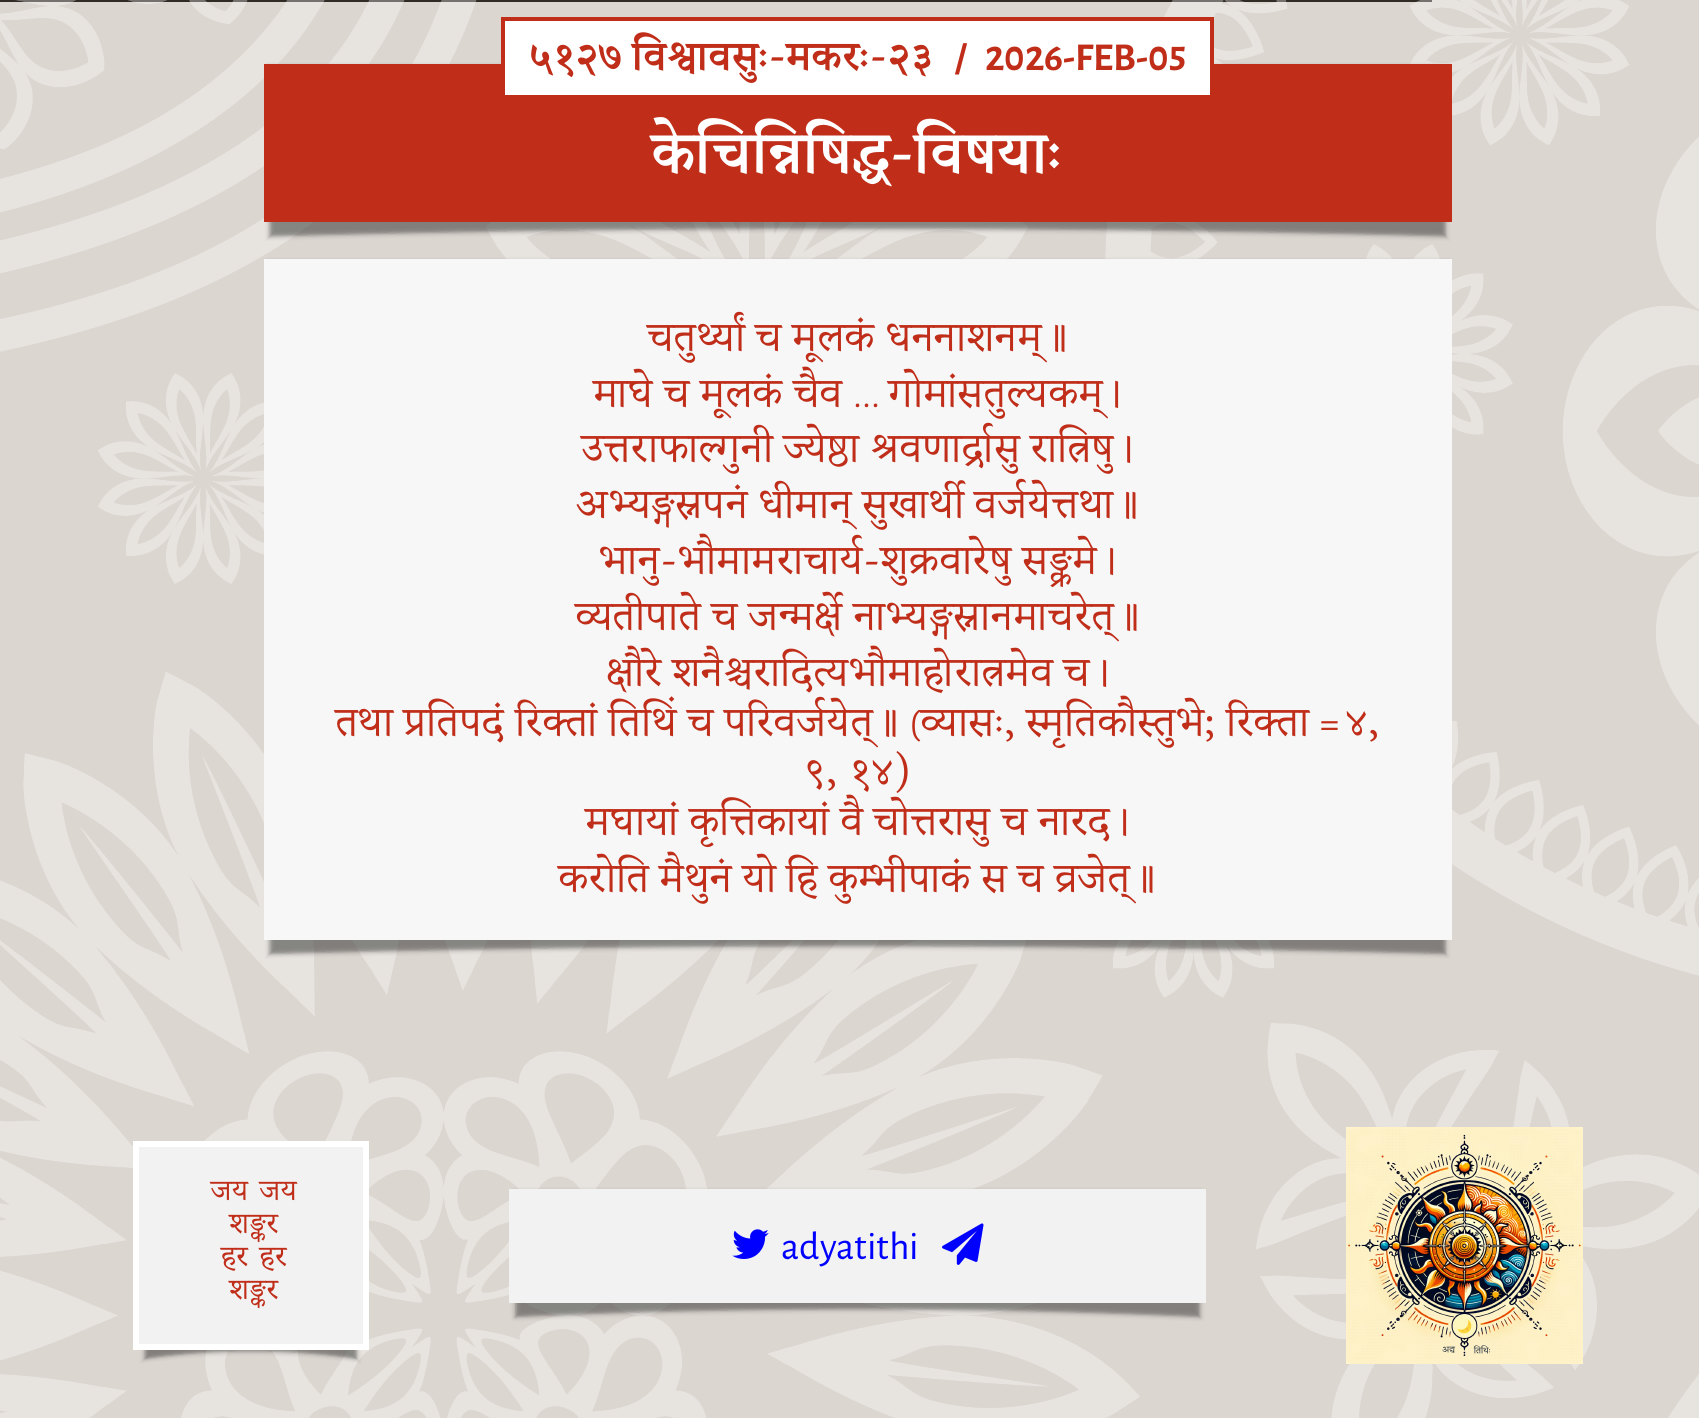 ५१२७ विश्वावसुः-मकरः-२३ / 2026-FEB-05
केचिन्निषिद्ध-विषयाः
चतुर्थ्यां च मूलकं धननाशनम्॥
माघे च मूलकं चैव … गोमांसतुल्यकम्।
उत्तराफाल्गुनी ज्येष्ठा श्रवणार्द्रासु रात्रिषु।
अभ्यङ्गस्नपनं धीमान् सुखार्थी वर्जयेत्तथा॥
भानु-भौमामराचार्य-शुक्रवारेषु सङ्क्रमे।
व्यतीपाते च जन्मर्क्षे नाभ्यङ्गस्नानमाचरेत्॥
क्षौरे शनैश्चरादित्यभौमाहोरात्रमेव च।
तथा प्रतिपदं रिक्तां तिथिं च परिवर्जयेत्॥ (व्यासः, स्मृतिकौस्तुभे; रिक्ता = ४,
९, १४)
मघायां कृत्तिकायां वै चोत्तरासु च नारद।
करोति मैथुनं यो हि कुम्भीपाकं स च व्रजेत्॥
जय जय
शङ्कर
हर हर
शङ्कर
adyatithi
अद्य तिथिः